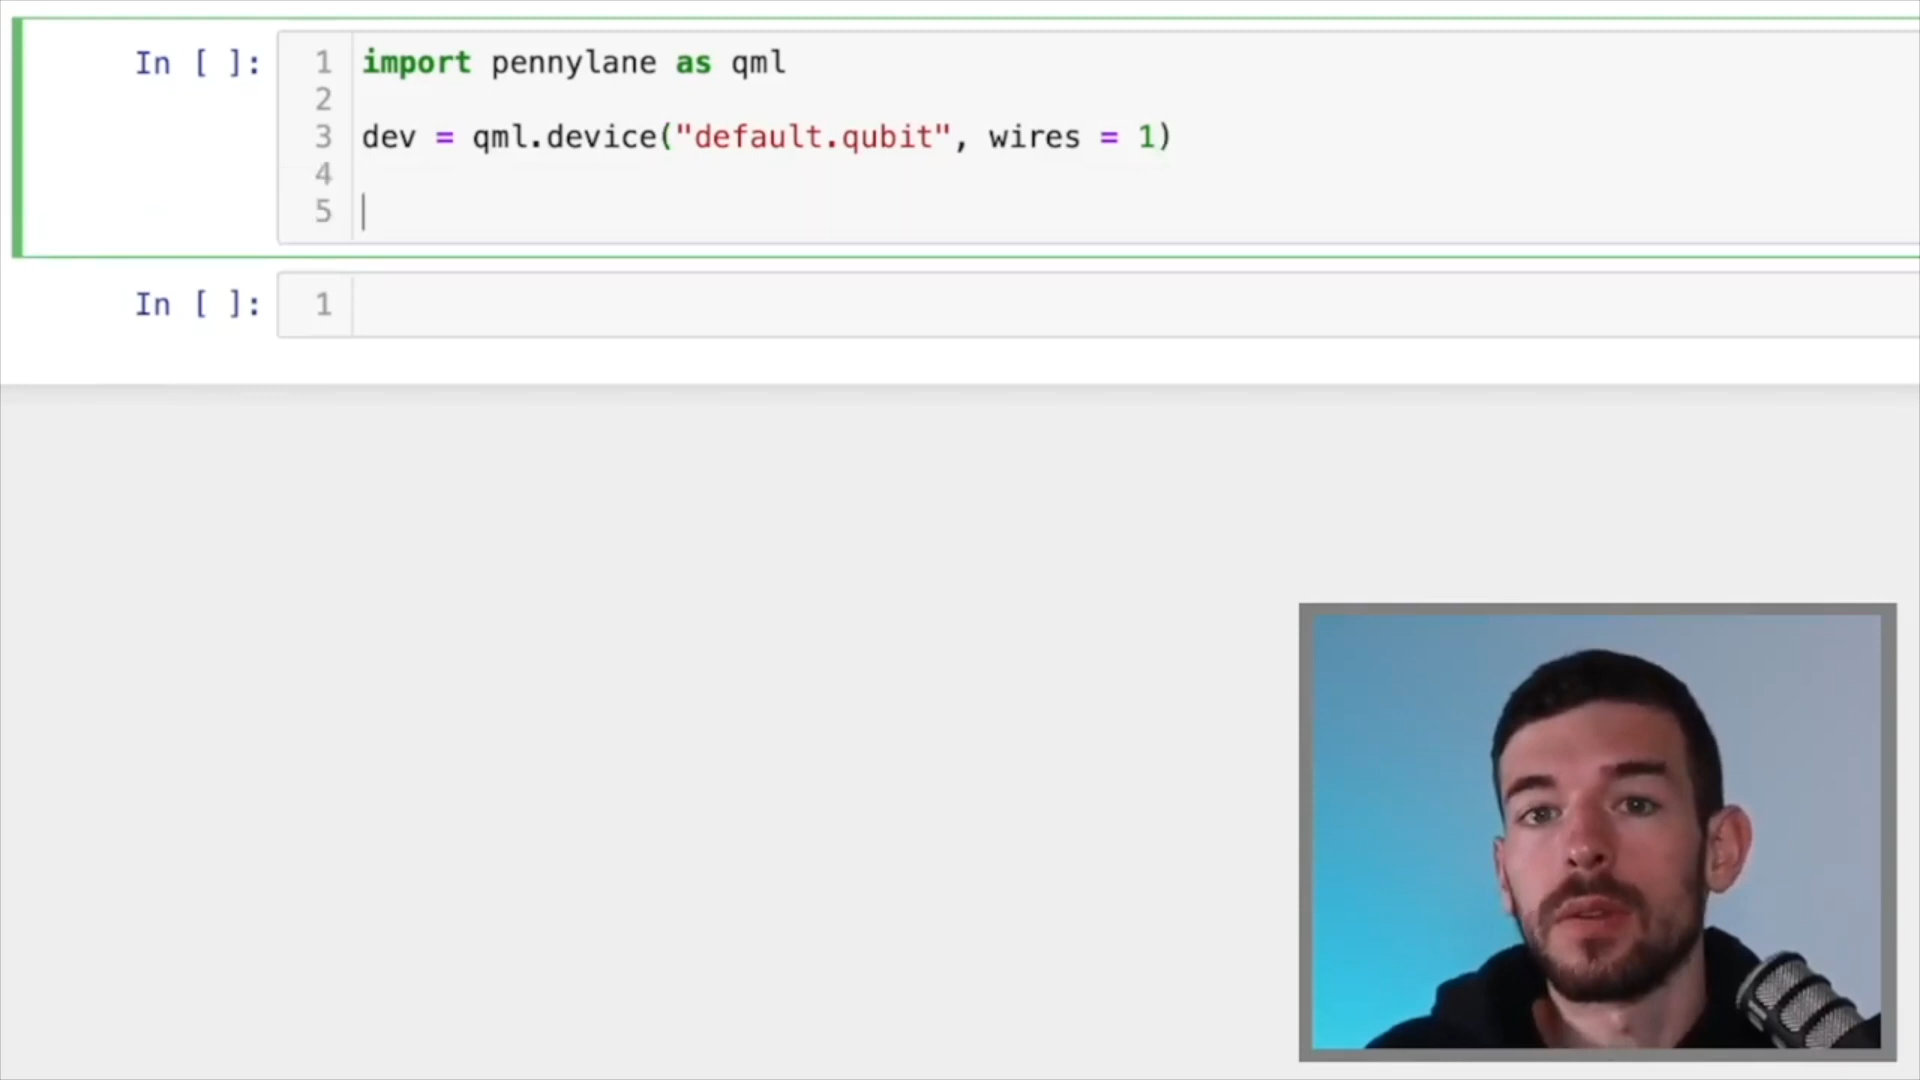 In [ ]:
1 import pennylane as qml
2
3 dev = qml.device("default.qubit", wires = 1)
4
5
In [ ]:
1